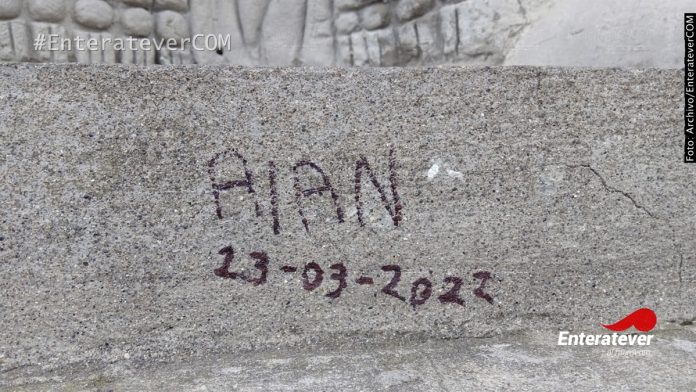 #EnterateverCOM
Foto: Archivo/EnterateverCOM
AIAN
23-03-2022
Enteratever